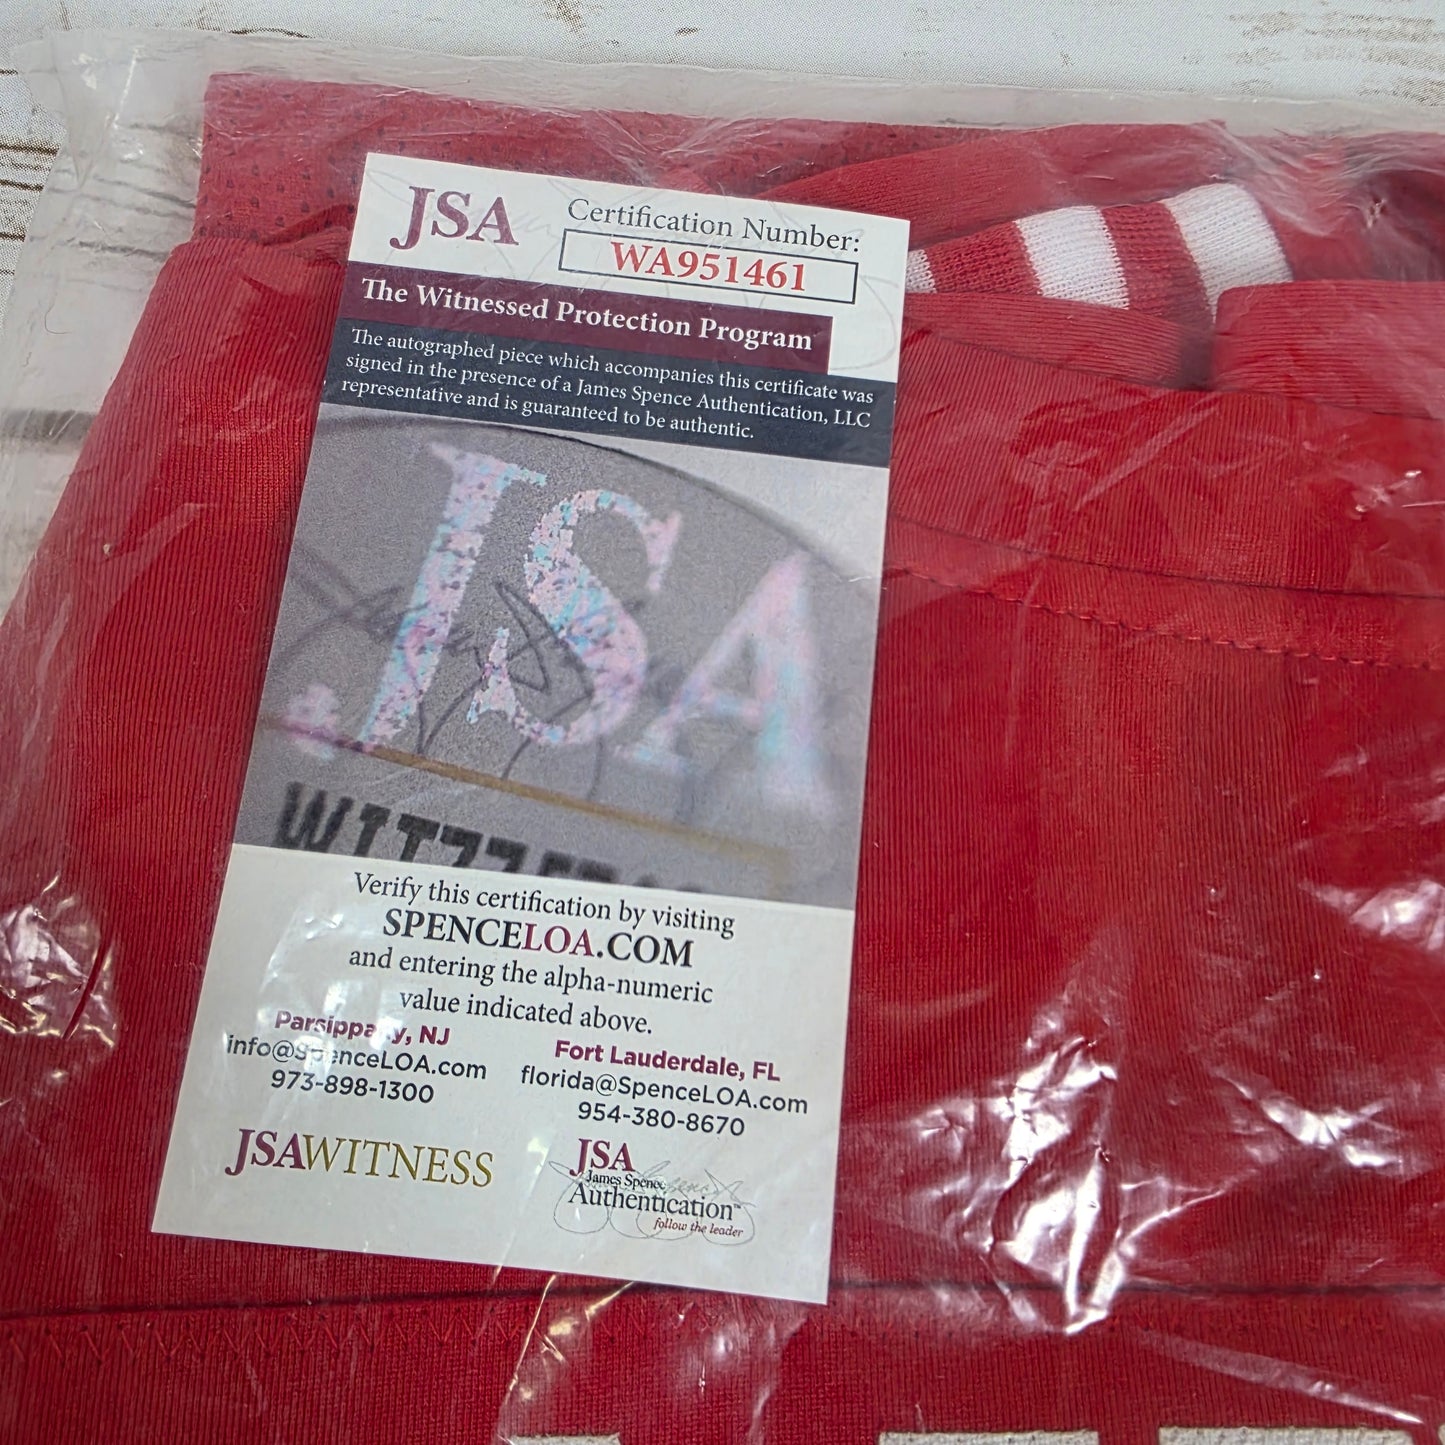 JSA
Certification Number:
WA951461
The Witnessed Protection Program
The autographed piece which accompanies this certificate was
signed in the presence of a James Spence Authentication, LLC
representative and is guaranteed to be authentic.
JSA
Verify this certification by visiting
SPENCELOA.COM
and entering the alpha-numeric
value indicated above.
Parsippany, NJ
info@SpenceLOA.com
973-898-1300
Fort Lauderdale, FL
florida@SpenceLOA.com
954-380-8670
JSAWITNESS
JSA
James Spence
Authentication™
follow the leader